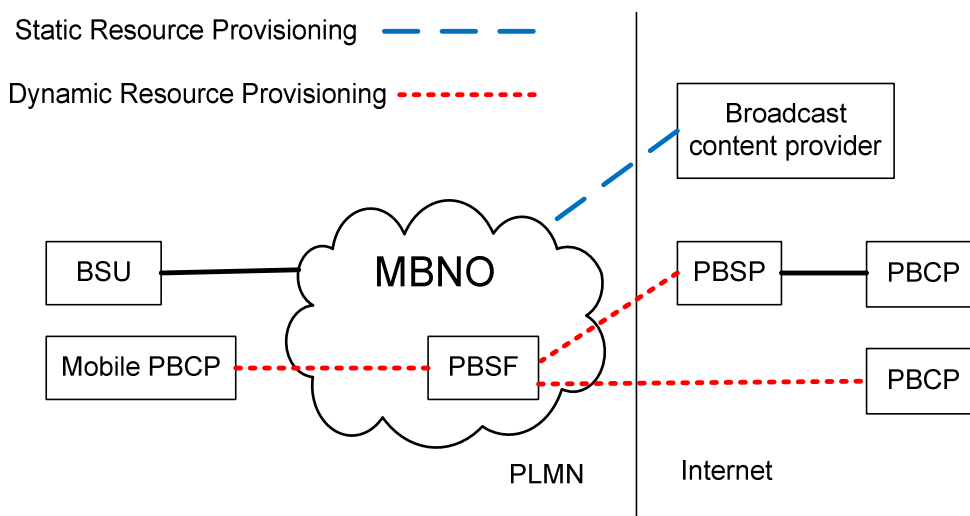 Static Resource Provisioning
Dynamic Resource Provisioning
Broadcast
content provider
BSU
MBNO
PBSP
PBCP
Mobile PBCP
PBSF
PBCP
PLMN
Internet